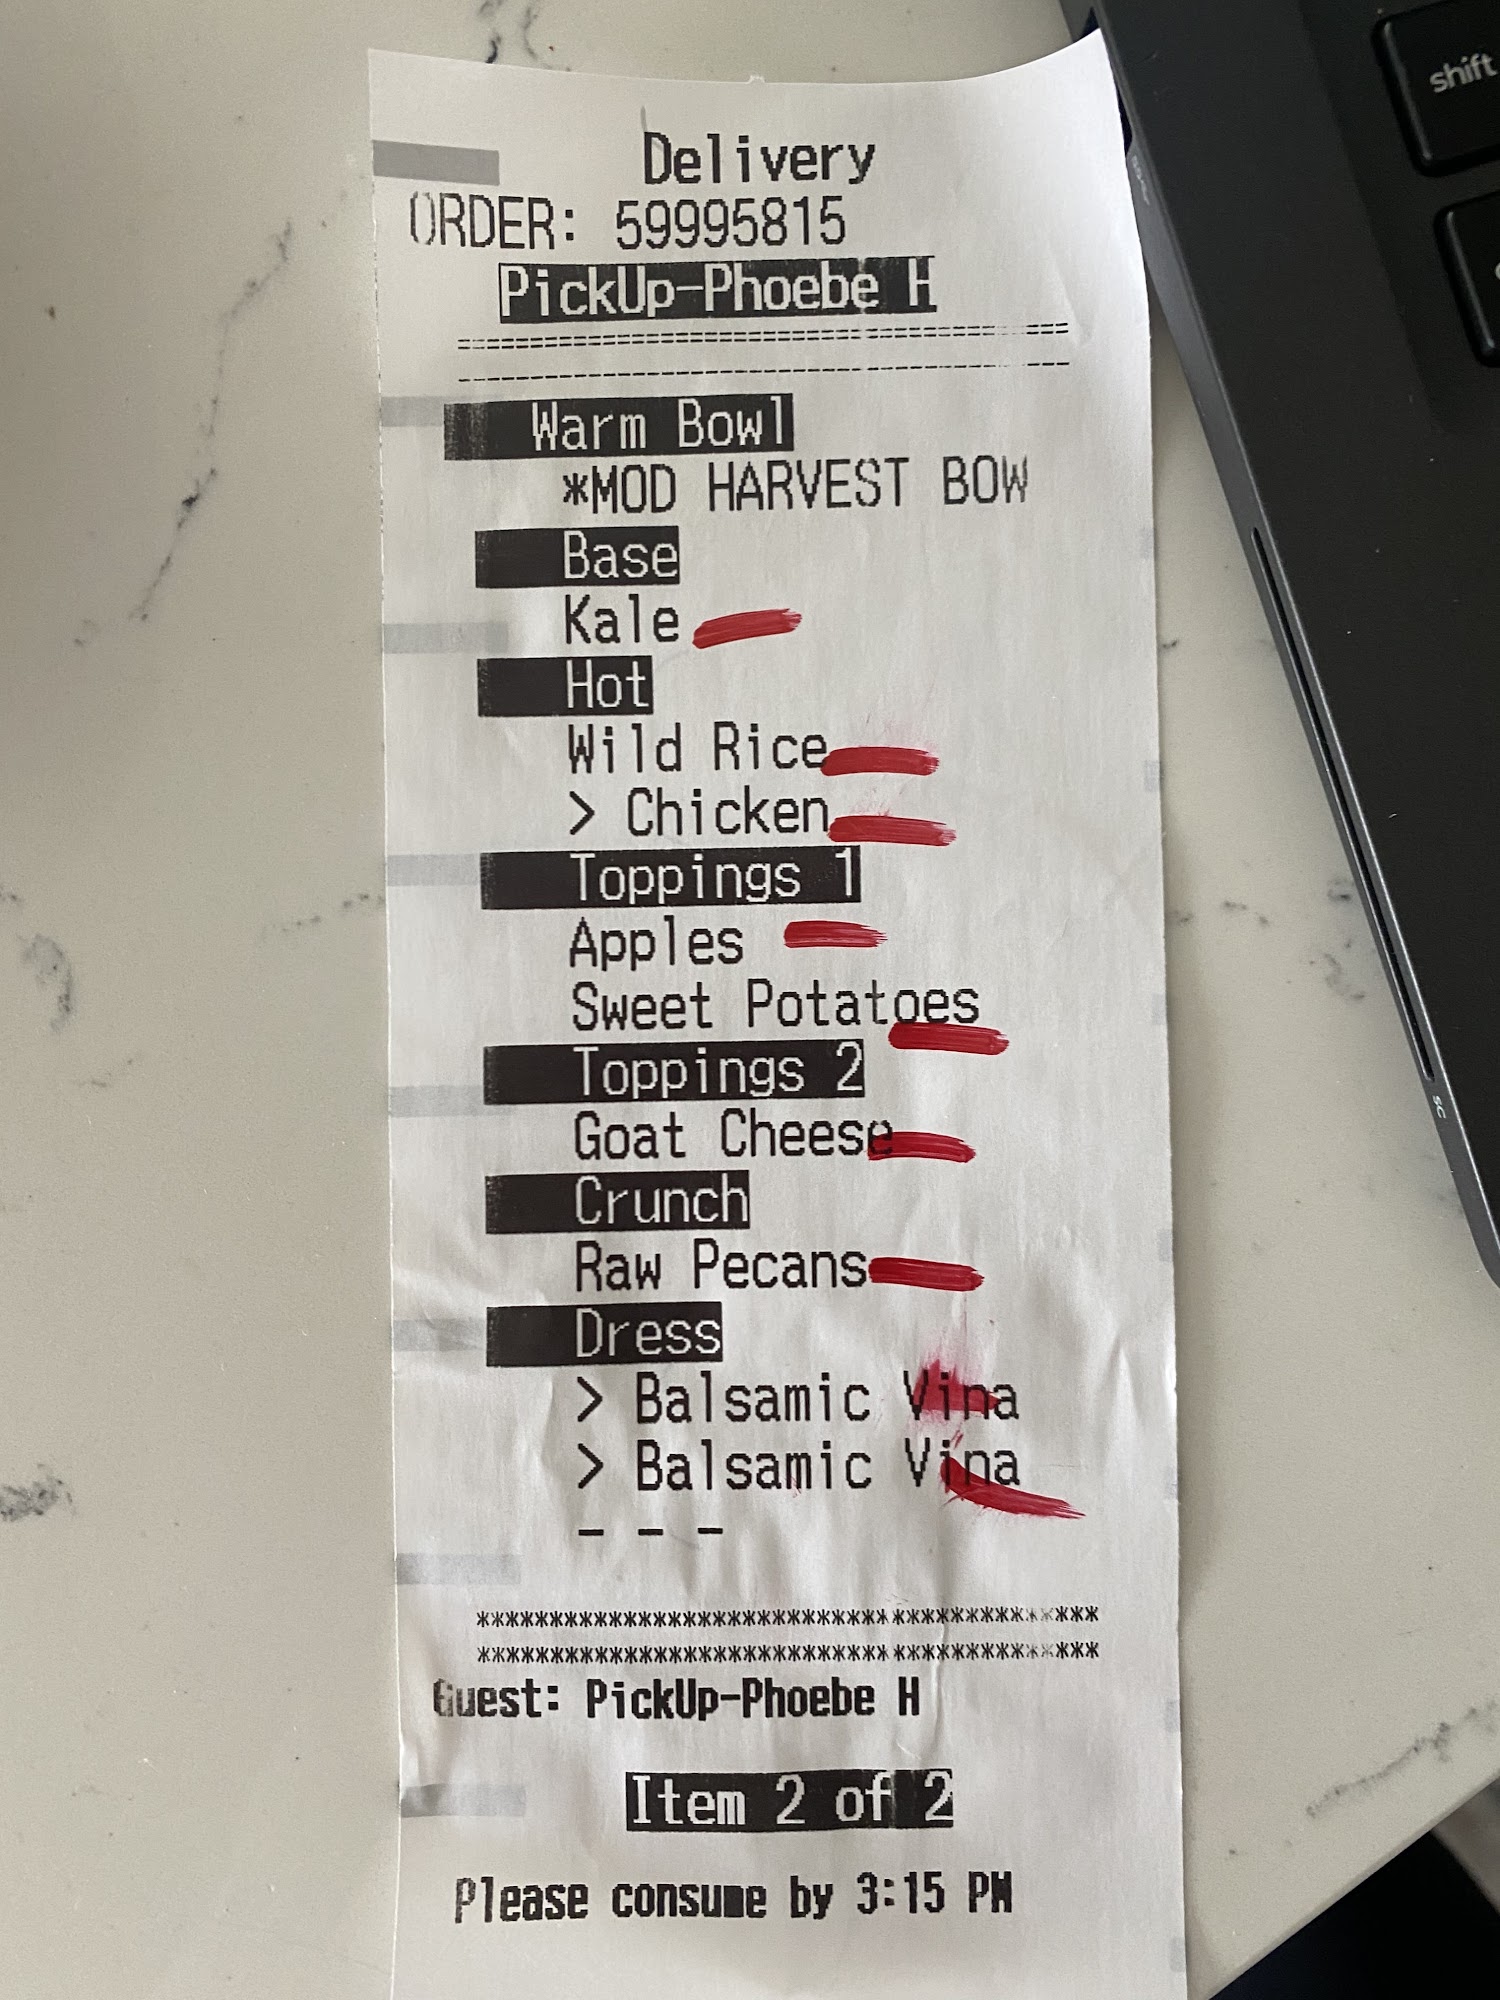 Delivery
ORDER: 59995815
PickUp-Phoebe H
==========================================
------------------------------------------
Warm Bowl
*MOD HARVEST BOW
Base
Kale
Hot
Wild Rice
> Chicken
Toppings 1
Apples
Sweet Potatoes
Toppings 2
Goat Cheese
Crunch
Raw Pecans
Dress
> Balsamic Vina
> Balsamic Vina
- - -
******************************************
******************************************
Guest: PickUp-Phoebe H
Item 2 of 2
Please consume by 3:15 PM
shift